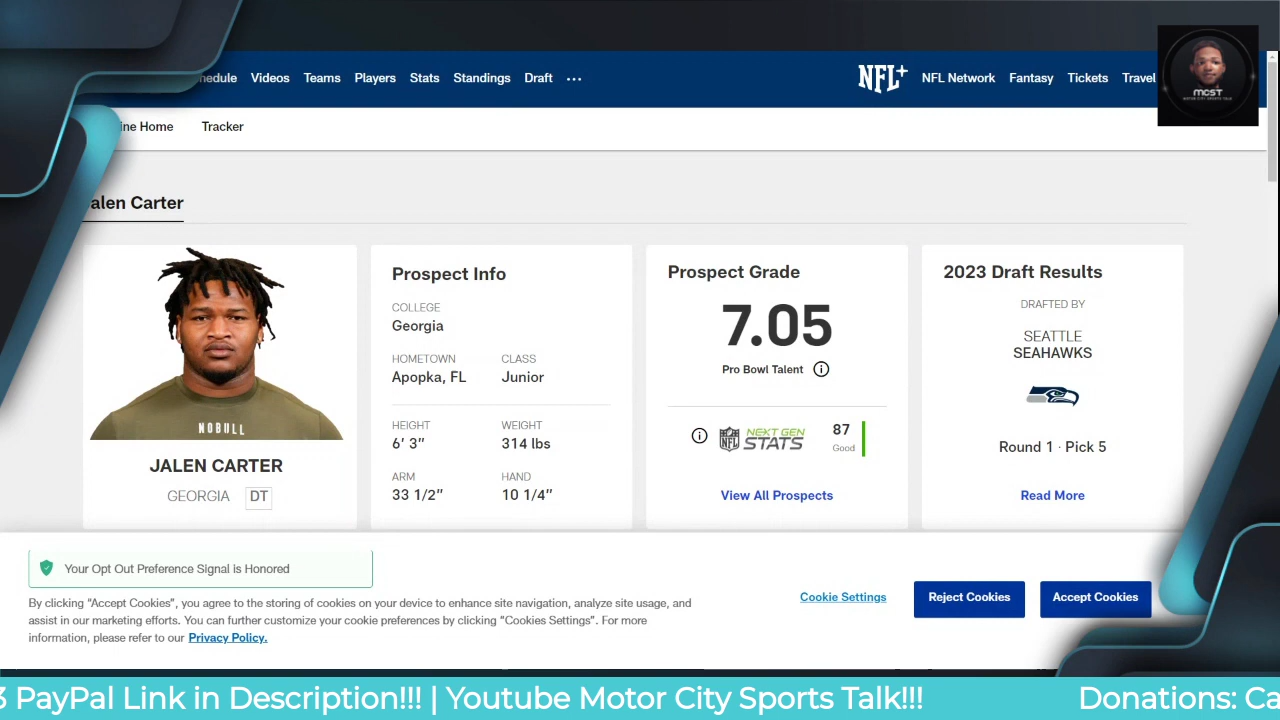 hedule Videos Teams Players Stats Standings Draft ...
NFL+ NFL Network Fantasy Tickets Travel
MCST
ine Home Tracker
alen Carter
NOBULL
JALEN CARTER
GEORGIA DT
Prospect Info
COLLEGE
Georgia
HOMETOWN CLASS
Apopka, FL Junior
HEIGHT WEIGHT
6’ 3” 314 lbs
ARM HAND
33 1/2” 10 1/4”
Prospect Grade
7.05
Pro Bowl Talent
NFL NEXT GEN STATS
87
Good
View All Prospects
2023 Draft Results
DRAFTED BY
SEATTLE
SEAHAWKS
Round 1 · Pick 5
Read More
Your Opt Out Preference Signal is Honored
By clicking “Accept Cookies”, you agree to the storing of cookies on your device to enhance site navigation, analyze site usage, and
assist in our marketing efforts. You can further customize your cookie preferences by clicking “Cookies Settings”. For more
information, please refer to our Privacy Policy.
Cookie Settings
Reject Cookies
Accept Cookies
3 PayPal Link in Description!!! | Youtube Motor City Sports Talk!!! Donations: Ca